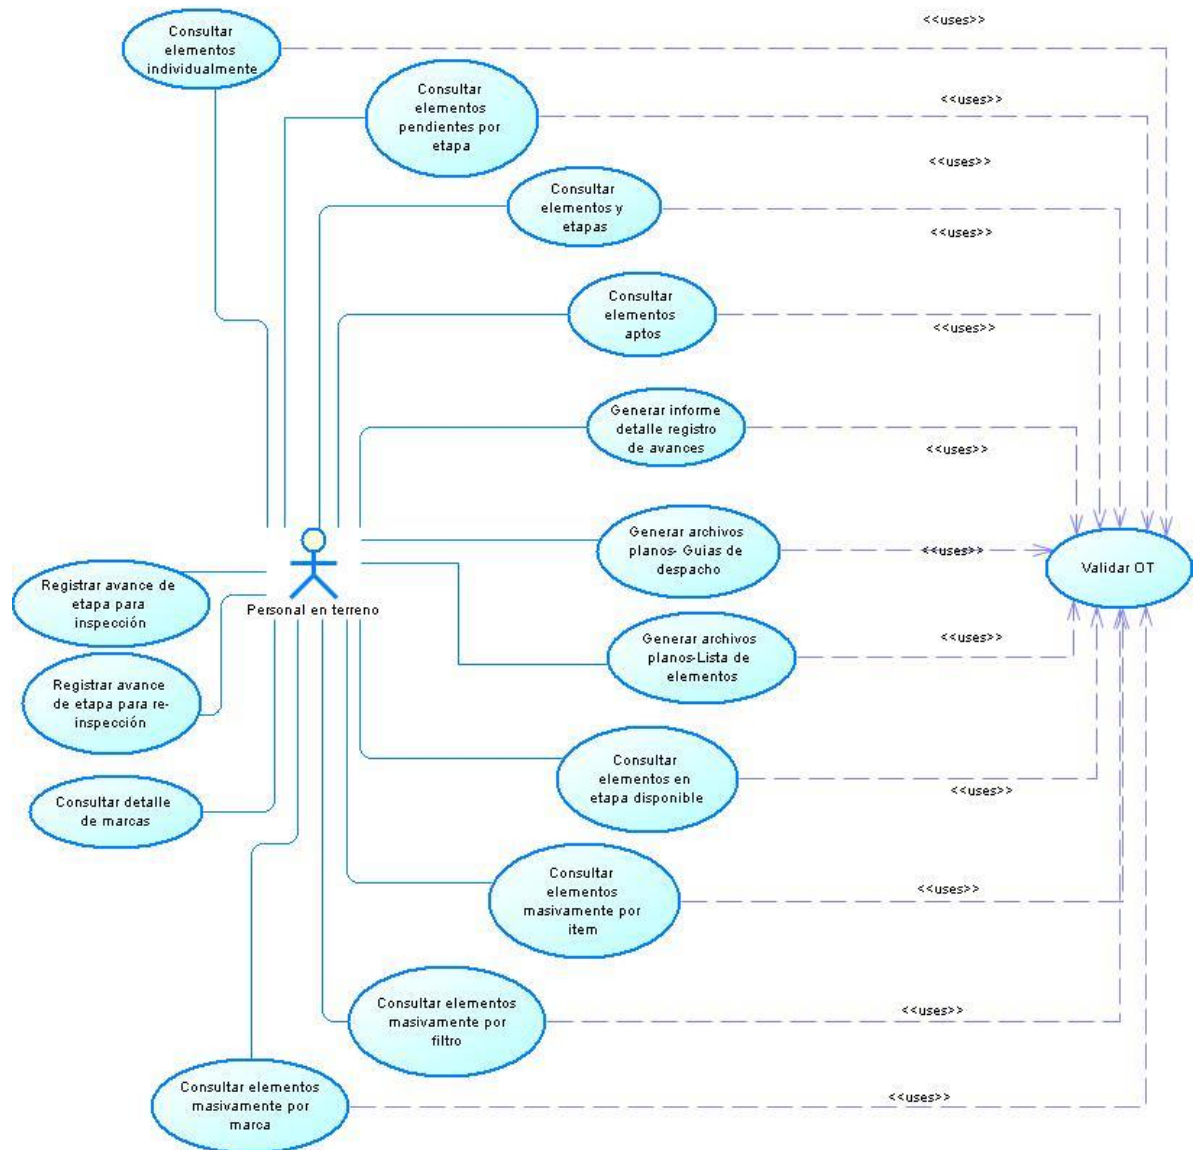 Consultar
elementos
individualmente
<<uses>>
Consultar
elementos
pendientes por
etapa
<<uses>>
<<uses>>
Consultar
elementos y
etapas
<<uses>>
Consultar
elementos
aptos
<<uses>>
Generar informe
detalle registro
de avances
<<uses>>
Generar archivos
planos- Guias de
despacho
<<uses>>
Validar OT
Registrar avance de
etapa para
inspección
Personal en terreno
Generar archivos
planos-Lista de
elementos
<<uses>>
Registrar avance
de etapa para re-
inspección
Consultar
elementos en
etapa disponible
<<uses>>
Consultar detalle
de marcas
Consultar
elementos
masivamente por
item
<<uses>>
Consultar elementos
masivamente por
filtro
<<uses>>
Consultar elementos
masivamente por
marca
<<uses>>